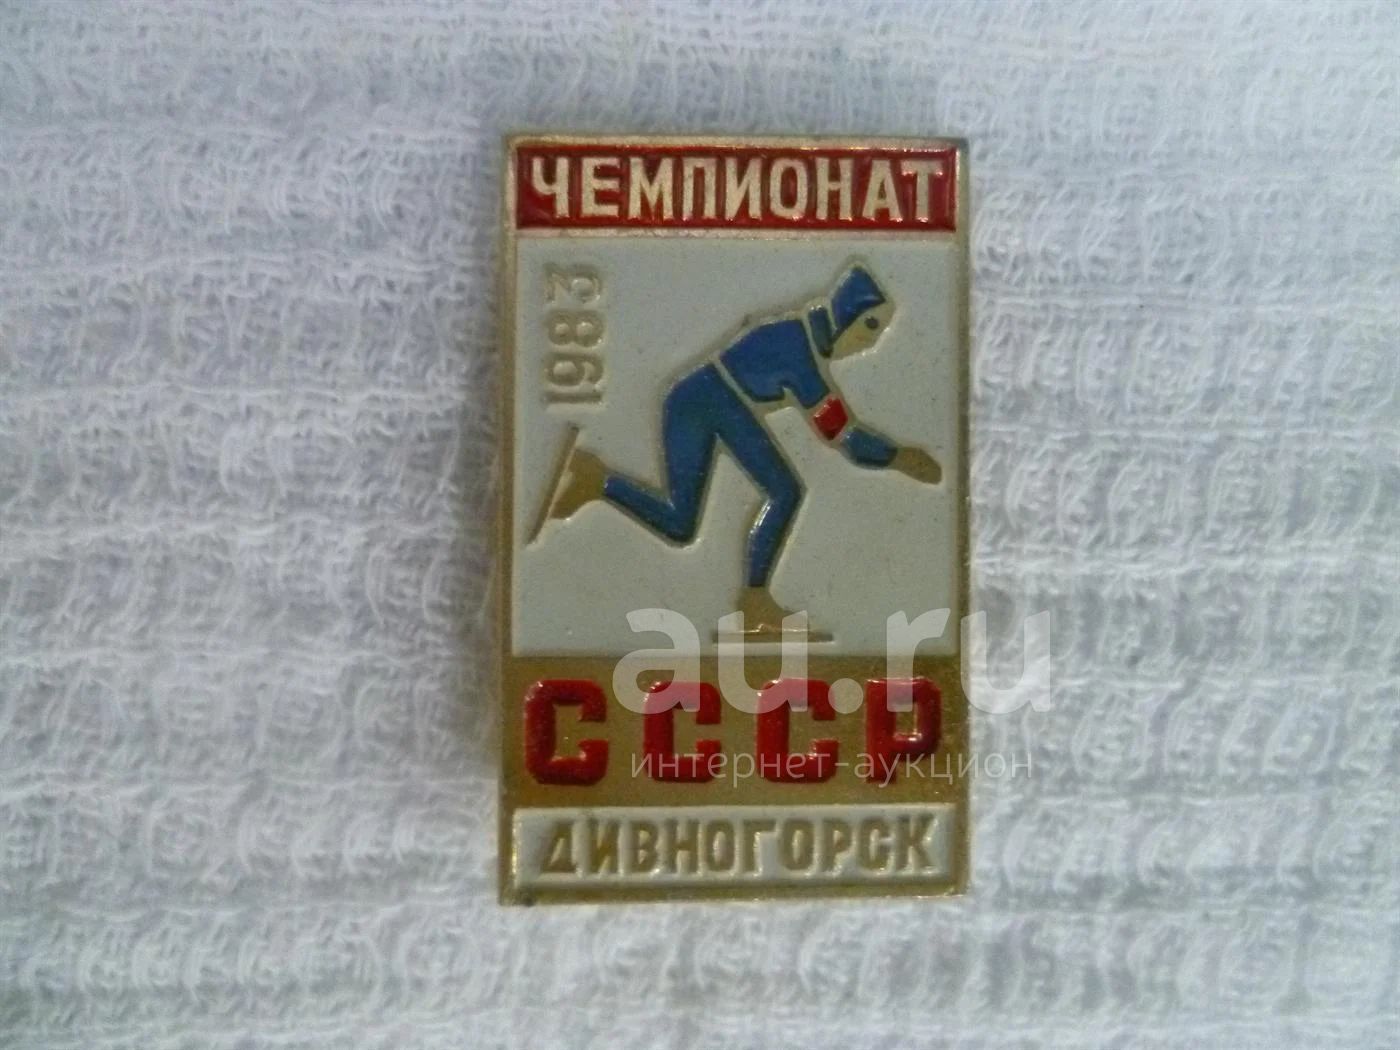 ЧЕМПИОНАТ
1983
au.ru
СССР
интернет-аукцион
ДИВНОГОРСК